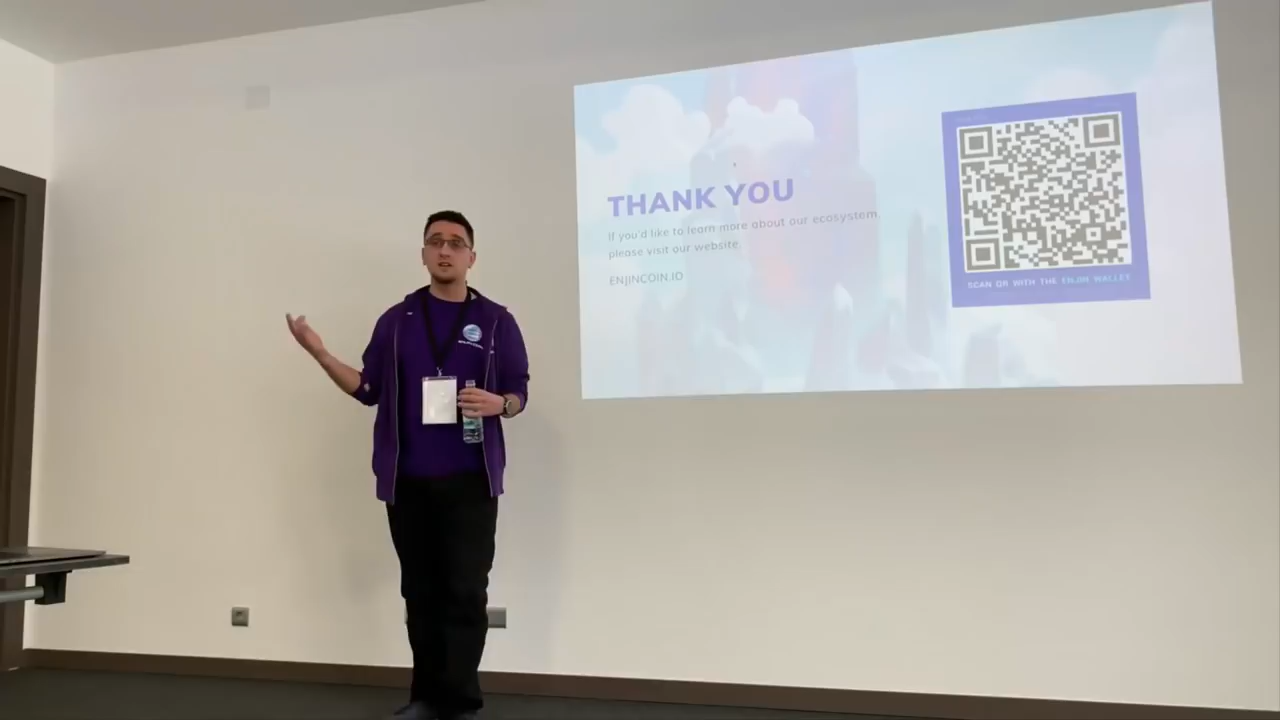 THANK YOU
If you'd like to learn more about our ecosystem,
please visit our website.
ENJINCOIN.IO
SCAN QR WITH THE ENJIN WALLET